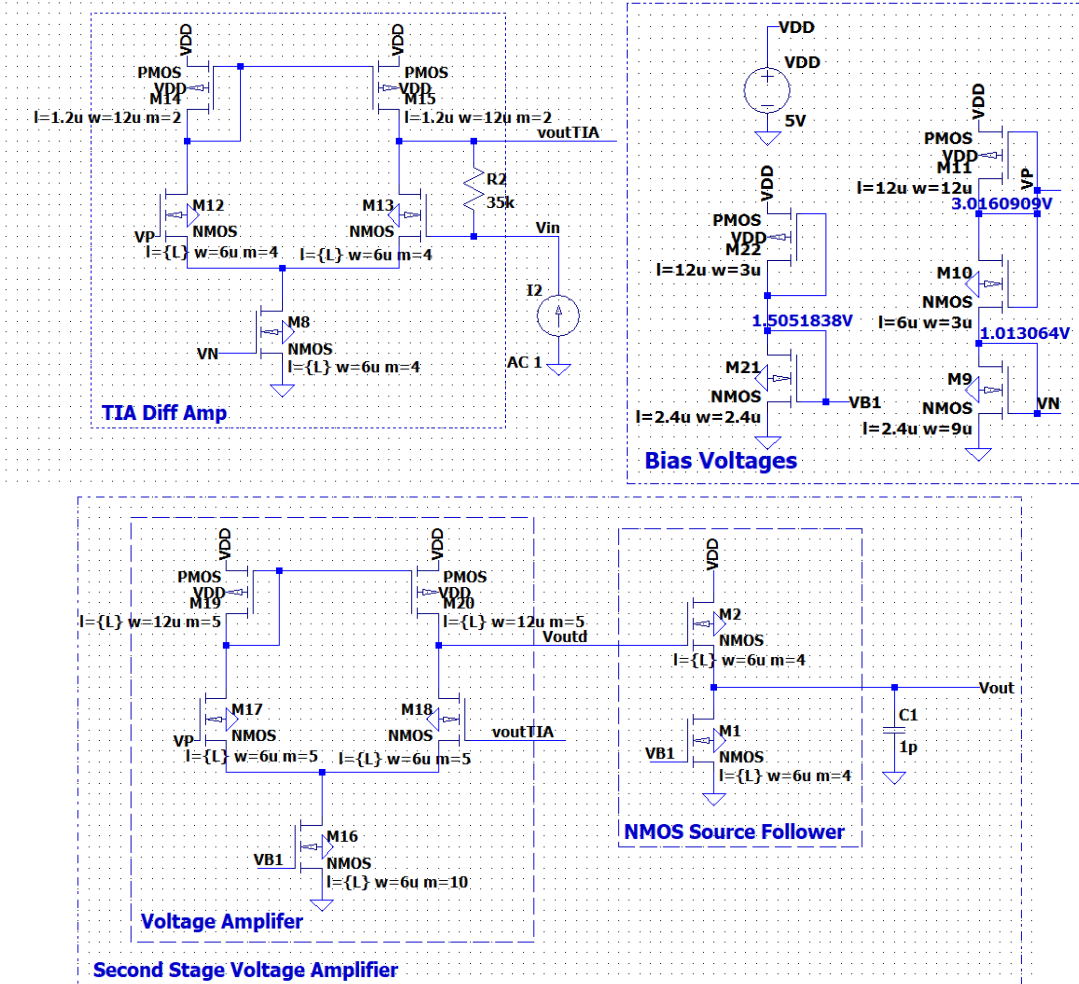 VDD
VDD
PMOS
VDD
M14
l=1.2u w=12u m=2
PMOS
VDD
M15
l=1.2u w=12u m=2
voutTIA
R2
35k
M12
NMOS
VP
l={L} w=6u m=4
M13
NMOS
l={L} w=6u m=4
Vin
I2
AC 1
M8
NMOS
VN
l={L} w=6u m=4
TIA Diff Amp
VDD
VDD
5V
VDD
PMOS
VDD
M22
l=12u w=3u
1.5051838V
M21
NMOS
l=2.4u w=2.4u
VB1
VDD
PMOS
VDD
M11
l=12u w=12u
VP
3.0160909V
M10
NMOS
l=6u w=3u
1.013064V
M9
NMOS
l=2.4u w=9u
VN
Bias Voltages
VDD
VDD
PMOS
VDD
M19
l={L} w=12u m=5
PMOS
VDD
M20
l={L} w=12u m=5
Voutd
M17
NMOS
VP
l={L} w=6u m=5
M18
NMOS
l={L} w=6u m=5
voutTIA
M16
VB1
NMOS
l={L} w=6u m=10
Voltage Amplifer
VDD
M2
NMOS
l={L} w=6u m=4
Vout
C1
1p
M1
VB1
NMOS
l={L} w=6u m=4
NMOS Source Follower
Second Stage Voltage Amplifier